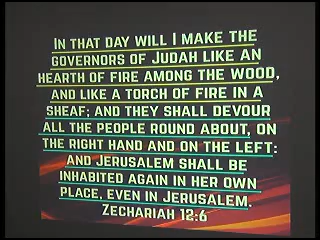 In that day will I make the
governors of Judah like an
hearth of fire among the wood,
and like a torch of fire in a
sheaf; and they shall devour
all the people round about, on
the right hand and on the left:
and Jerusalem shall be
inhabited again in her own
place, even in Jerusalem.
Zechariah 12:6